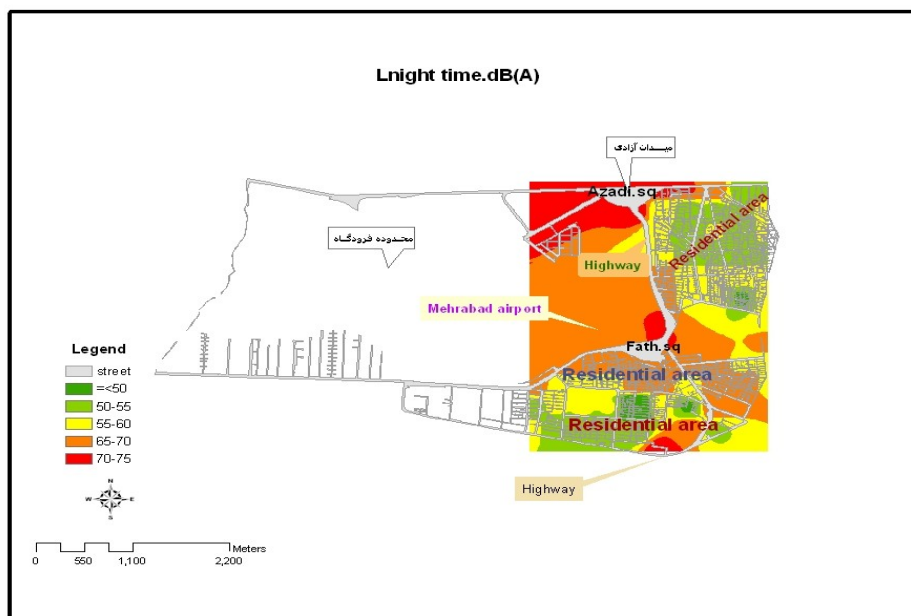 Lnight time.dB(A)
میــدان آزادی
Azadi.sq
Residential area
محدوده فرودگاه
Highway
Mehrabad airport
Fath.sq
Residential area
Residential area
Highway
Legend
street
=<50
50-55
55-60
65-70
70-75
N
W E
S
Meters
0 550 1,100 2,200